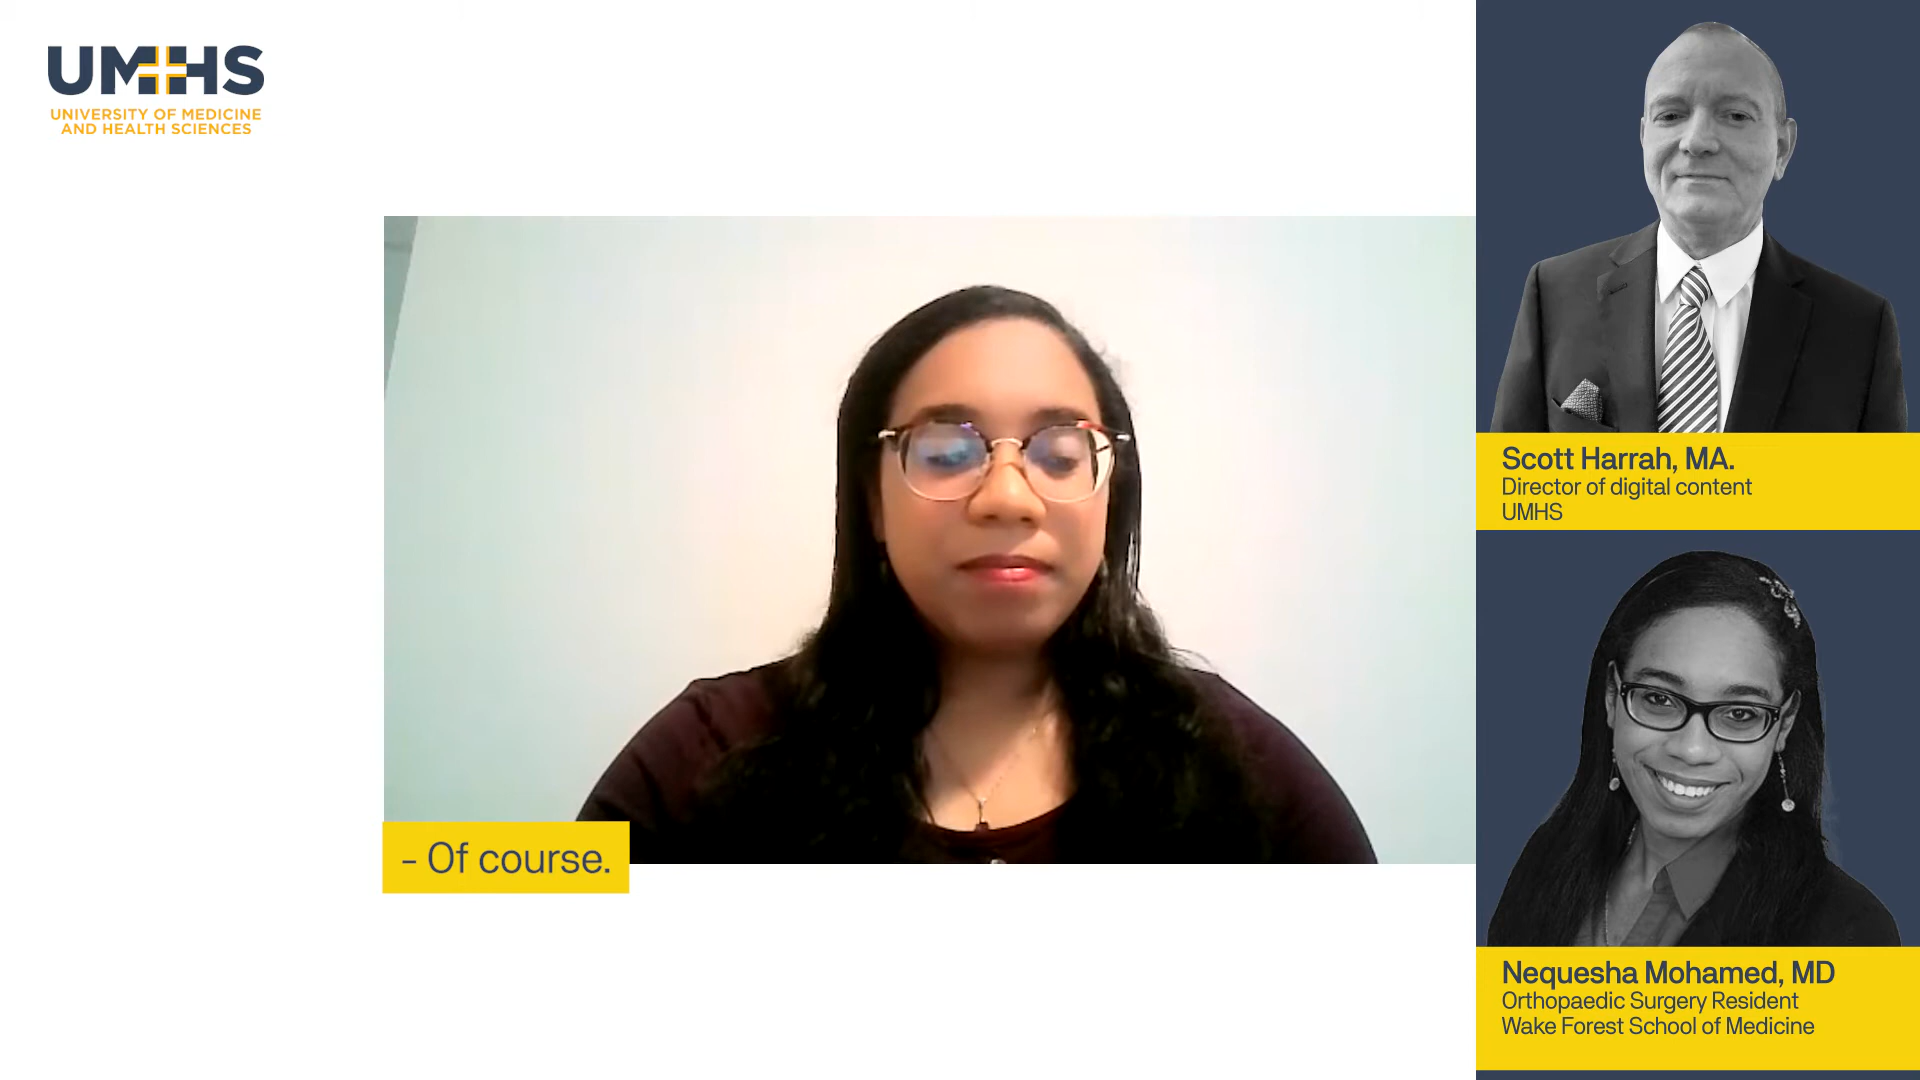 UMHS
UNIVERSITY OF MEDICINE
AND HEALTH SCIENCES
- Of course.
Scott Harrah, MA.
Director of digital content
UMHS
Nequesha Mohamed, MD
Orthopaedic Surgery Resident
Wake Forest School of Medicine